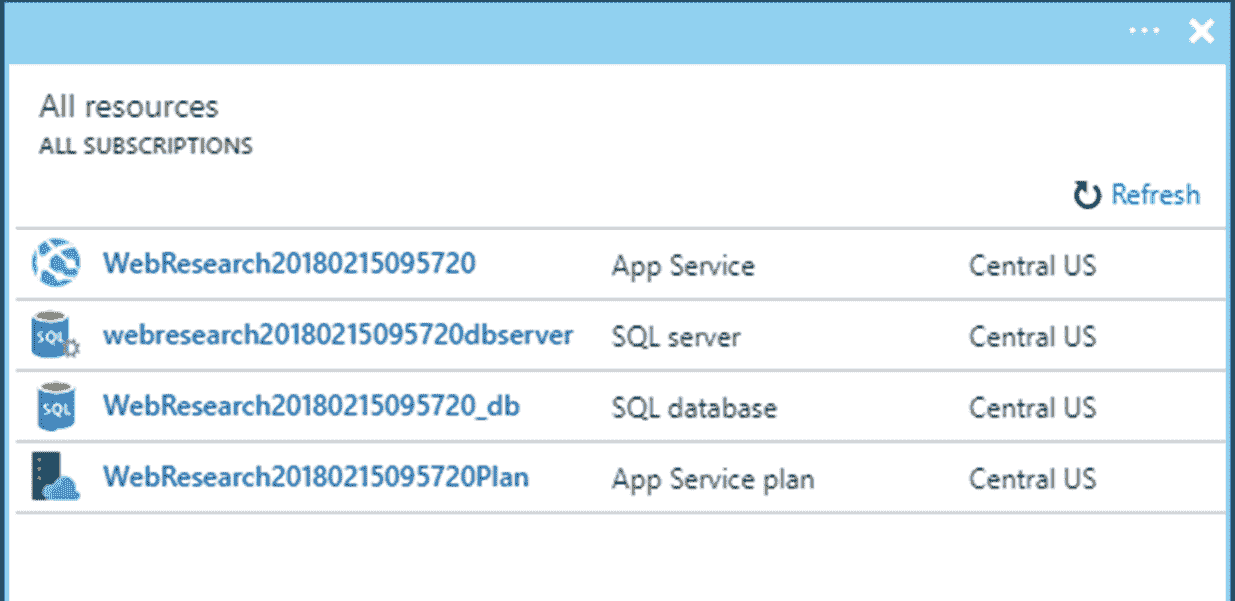 All resources
ALL SUBSCRIPTIONS
Refresh
WebResearch20180215095720 App Service Central US
SQL webresearch20180215095720dbserver SQL server Central US
SQL WebResearch20180215095720_db SQL database Central US
WebResearch20180215095720Plan App Service plan Central US